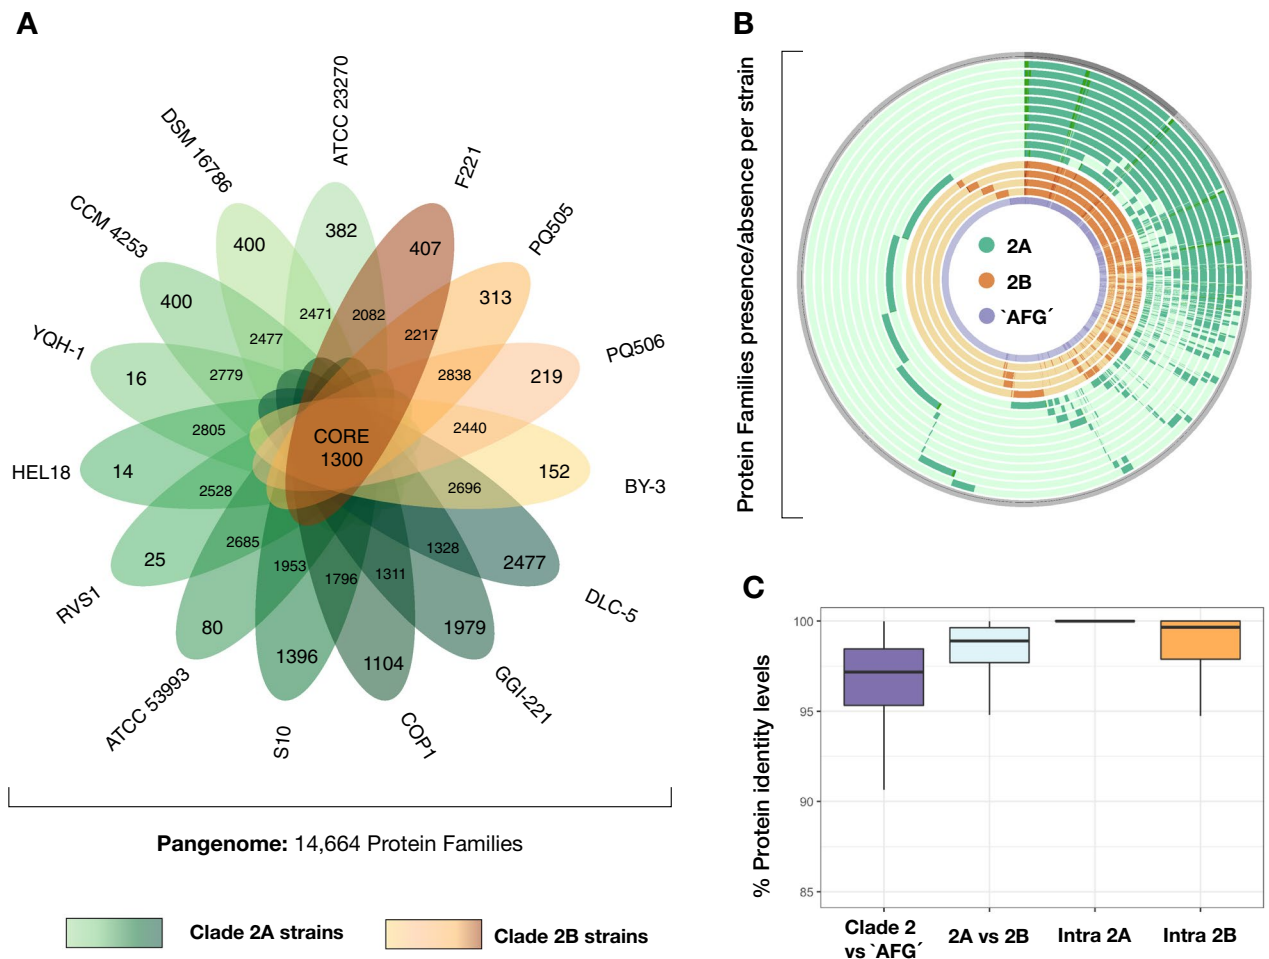 A
ATCC 23270
DSM 16786
F221
CCM 4253
PQ505
YQH-1
PQ506
HEL18
BY-3
RVS1
DLC-5
ATCC 53993
GGI-221
S10
COP1
382
400
407
400
313
16
219
14
152
25
2477
80
1979
1396
1104
2471
2082
2477
2217
2779
2838
2805
2440
2528
2696
2685
1328
1953
1796
1311
CORE
1300
Pangenome: 14,664 Protein Families
Clade 2A strains
Clade 2B strains
B
Protein Families presence/absence per strain
2A
2B
`AFG´
C
% Protein identity levels
100
95
90
85
Clade 2
vs `AFG´
2A vs 2B
Intra 2A
Intra 2B